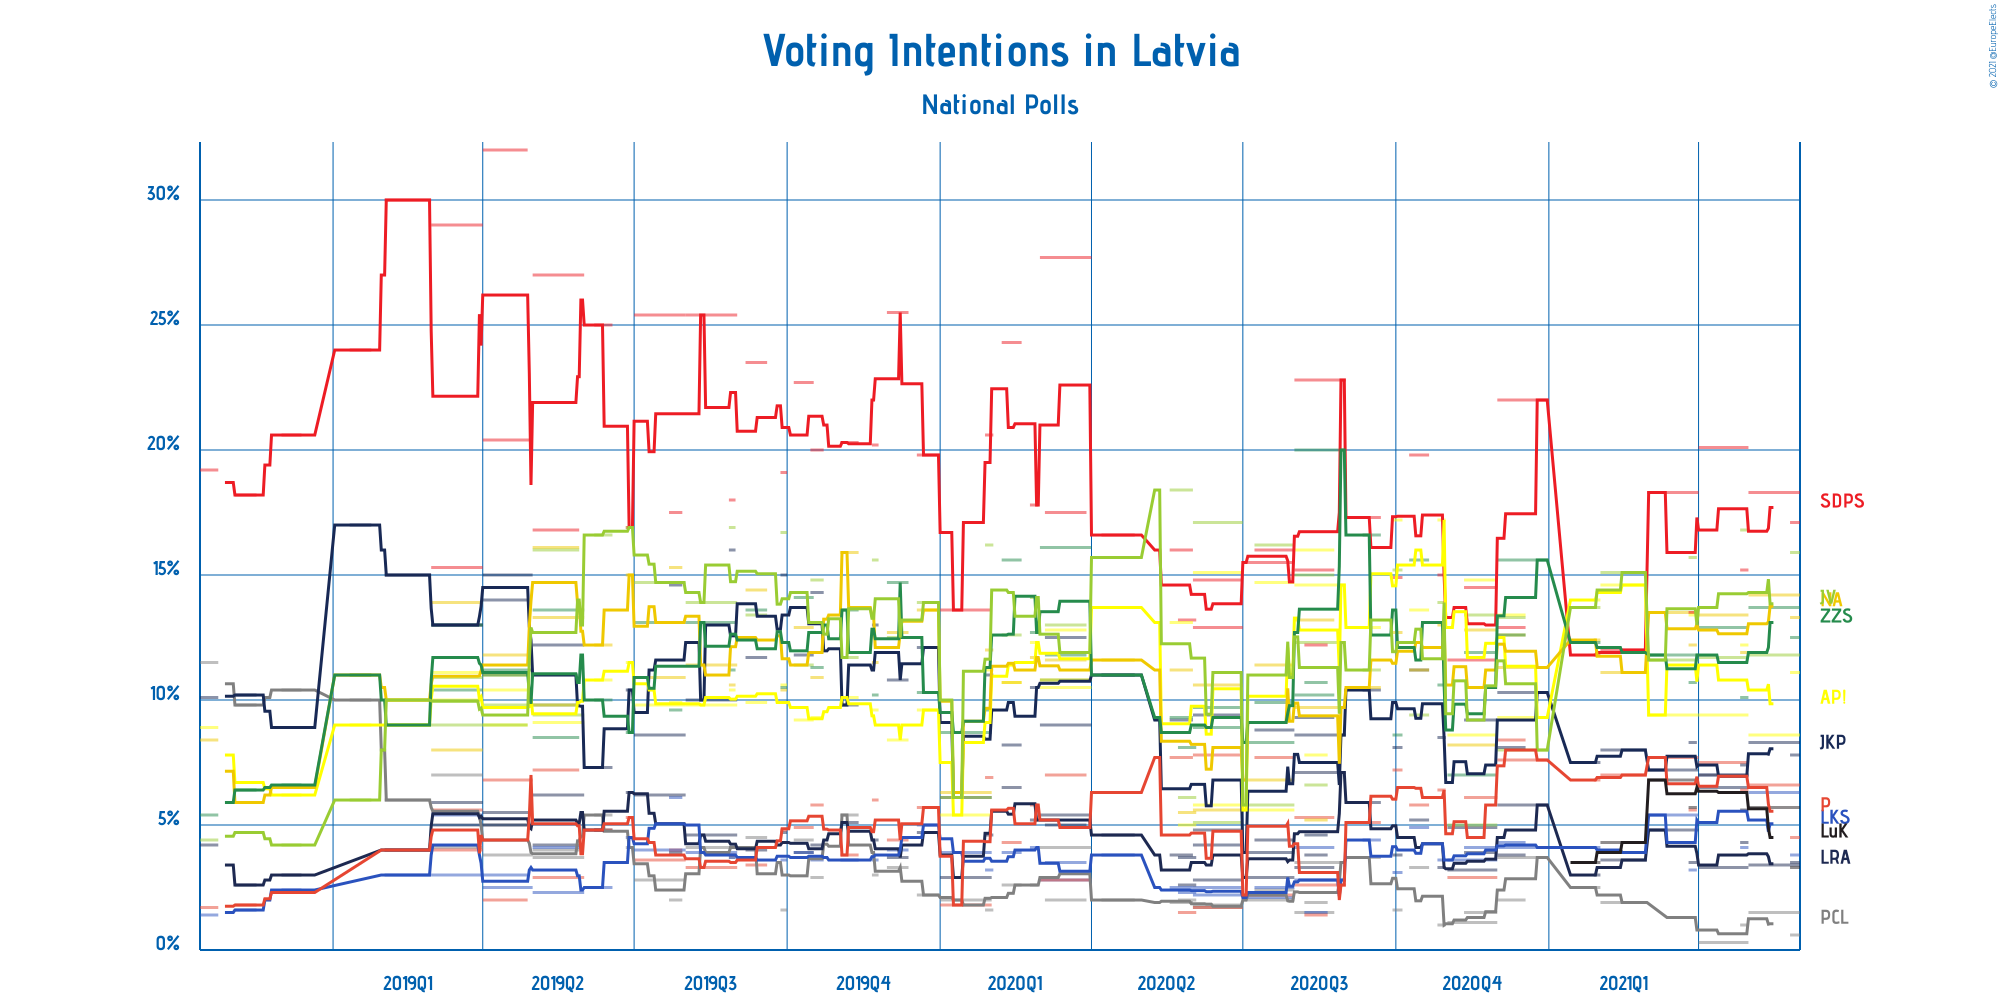 © 2021 @EuropeElects
Voting Intentions in Latvia
National Polls
30%
25%
20%
15%
10%
5%
0%
SDPS
NA
ZZS
API
JKP
P
LKS
LuK
LRA
PCL
2019Q1
2019Q2
2019Q3
2019Q4
2020Q1
2020Q2
2020Q3
2020Q4
2021Q1